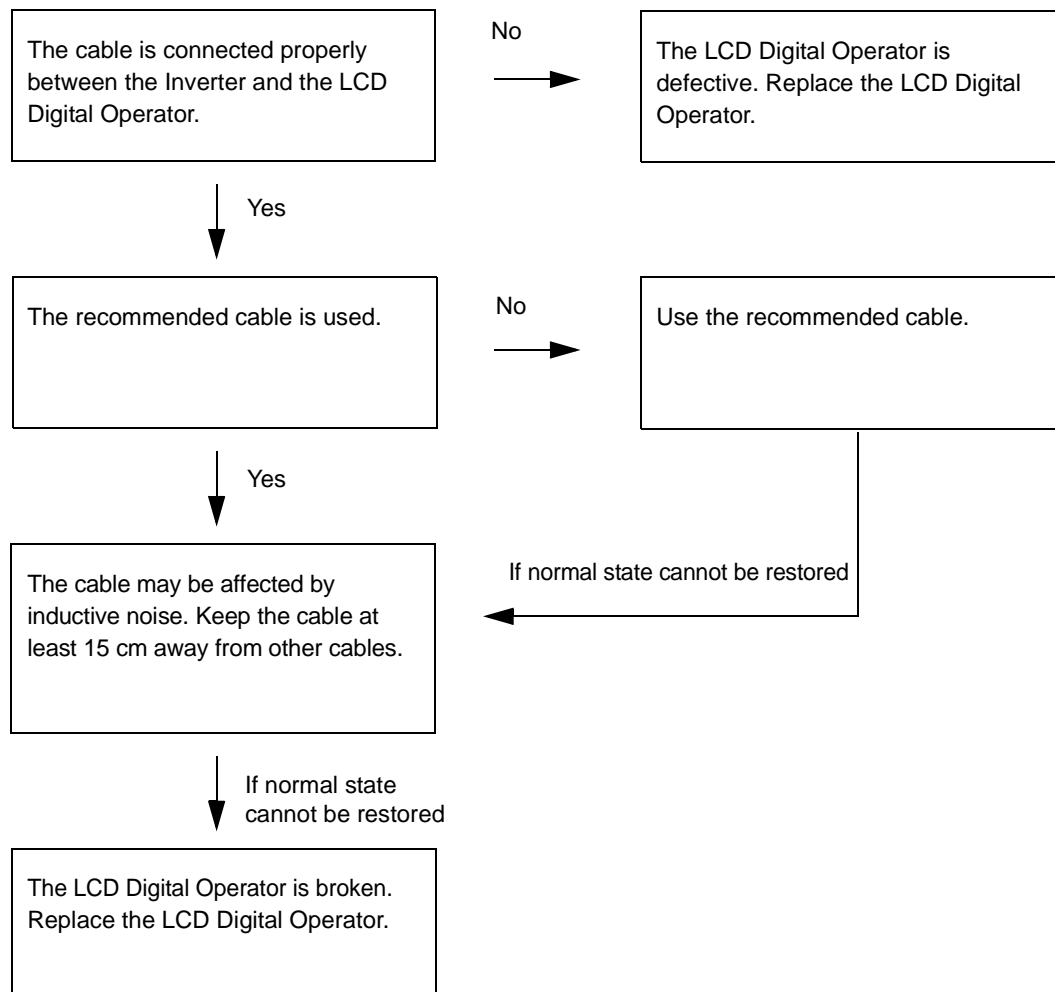 The cable is connected properly
between the Inverter and the LCD
Digital Operator.
No
The LCD Digital Operator is
defective. Replace the LCD Digital
Operator.
Yes
The recommended cable is used.
No
Use the recommended cable.
Yes
The cable may be affected by
inductive noise. Keep the cable at
least 15 cm away from other cables.
If normal state cannot be restored
If normal state
cannot be restored
The LCD Digital Operator is broken.
Replace the LCD Digital Operator.